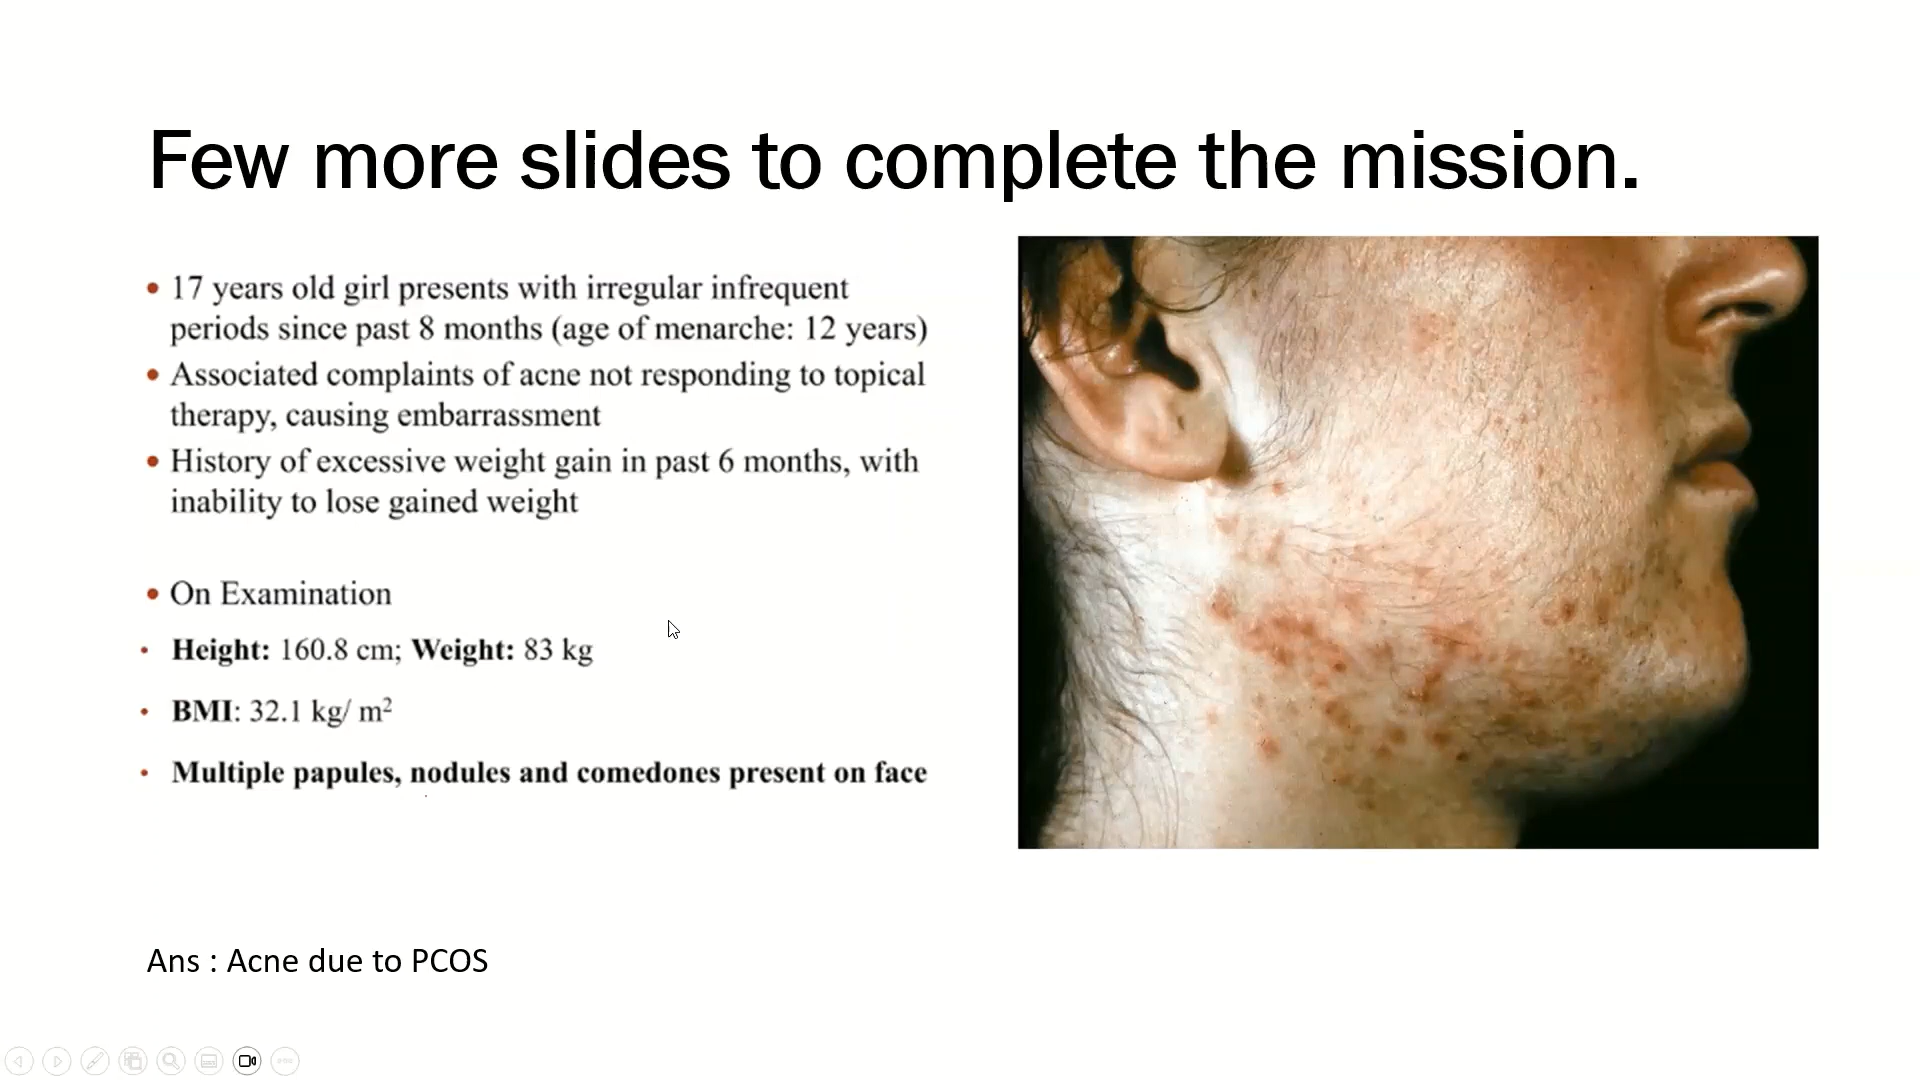 Few more slides to complete the mission.
• 17 years old girl presents with irregular infrequent
periods since past 8 months (age of menarche: 12 years)
• Associated complaints of acne not responding to topical
therapy, causing embarrassment
• History of excessive weight gain in past 6 months, with
inability to lose gained weight
• On Examination
• Height: 160.8 cm; Weight: 83 kg
• BMI: 32.1 kg/ m²
• Multiple papules, nodules and comedones present on face
Ans : Acne due to PCOS